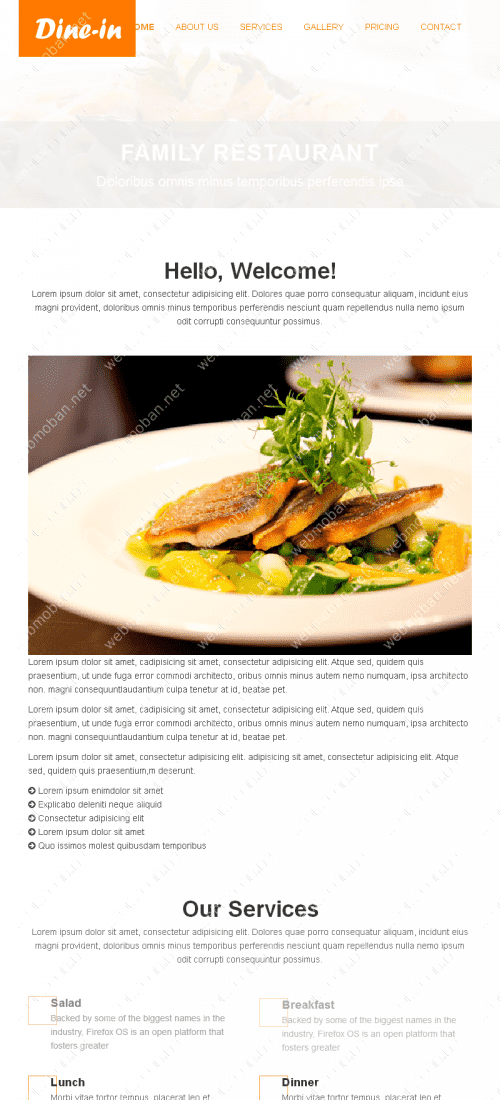 Dine-in
HOME ABOUT US SERVICES GALLERY PRICING CONTACT
FAMILY RESTAURANT
Doloribus omnis minus temporibus perferendis ipsa
Hello, Welcome!
Lorem ipsum dolor sit amet, consectetur adipisicing elit. Dolores quae porro consequatur aliquam, incidunt eius
magni provident, doloribus omnis minus temporibus perferendis nesciunt quam repellendus nulla nemo ipsum
odit corrupti consequuntur possimus.
webmoban.net
Lorem ipsum dolor sit amet, cadipisicing sit amet, consectetur adipisicing elit. Atque sed, quidem quis
praesentium, ut unde fuga error commodi architecto, oribus omnis minus autem nemo numquam, ipsa architecto
non. magni consequuntlaudantium culpa tenetur at id, beatae pet.
Lorem ipsum dolor sit amet, cadipisicing sit amet, consectetur adipisicing elit. Atque sed, quidem quis
praesentium, ut unde fuga error commodi architecto, oribus omnis minus autem nemo numquam, ipsa architecto
non. magni consequuntlaudantium culpa tenetur at id, beatae pet.
Lorem ipsum dolor sit amet, consectetur adipisicing elit. adipisicing sit amet, consectetur adipisicing elit. Atque
sed, quidem quis praesentium,m deserunt.
Lorem ipsum enimdolor sit amet
Explicabo deleniti neque aliquid
Consectetur adipisicing elit
Lorem ipsum dolor sit amet
Quo issimos molest quibusdam temporibus
Our Services
Lorem ipsum dolor sit amet, consectetur adipisicing elit. Dolores quae porro consequatur aliquam, incidunt eius
magni provident, doloribus omnis minus temporibus perferendis nesciunt quam repellendus nulla nemo ipsum
odit corrupti consequuntur possimus.
Salad
Backed by some of the biggest names in the
industry, Firefox OS is an open platform that
fosters greater
Breakfast
Backed by some of the biggest names in the
industry, Firefox OS is an open platform that
fosters greater
Lunch
Morbi vitae tortor tempus, placerat leo et
Dinner
Morbi vitae tortor tempus, placerat leo et